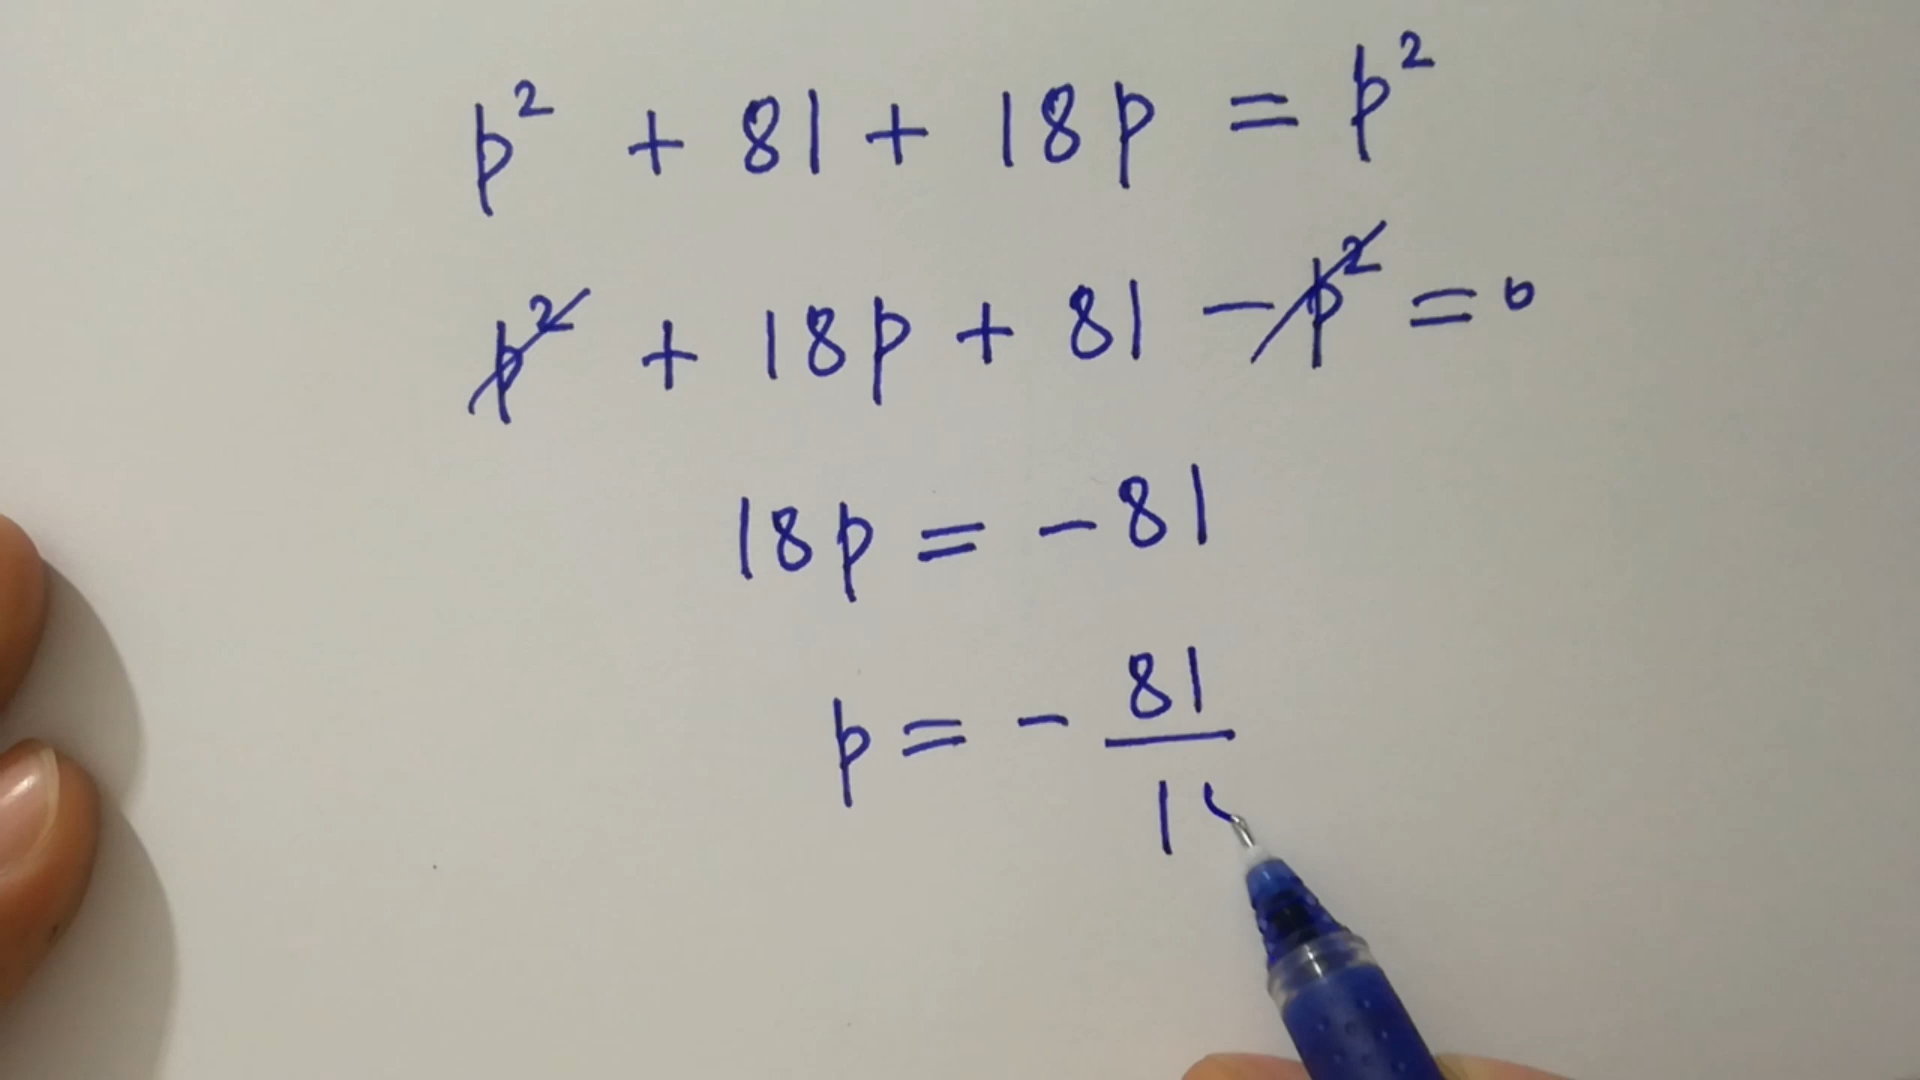 p² + 81 + 18p = p²
p² + 18p + 81 - p² = 0
18p = -81
p = - 81
1